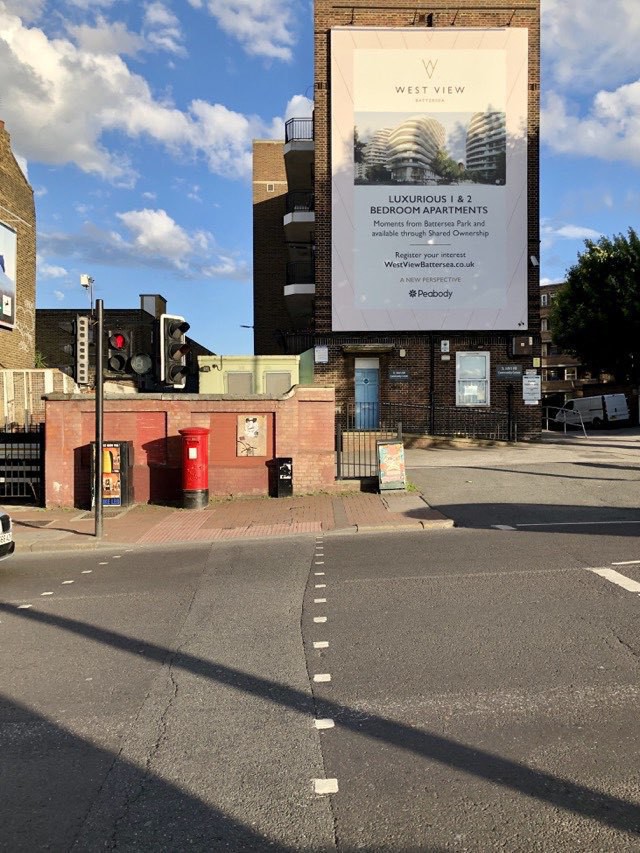 WEST VIEW
BATTERSEA
LUXURIOUS 1 & 2
BEDROOM APARTMENTS
Moments from Battersea Park and
available through Shared Ownership
Register your interest
WestViewBattersea.co.uk
A NEW PERSPECTIVE
Peabody